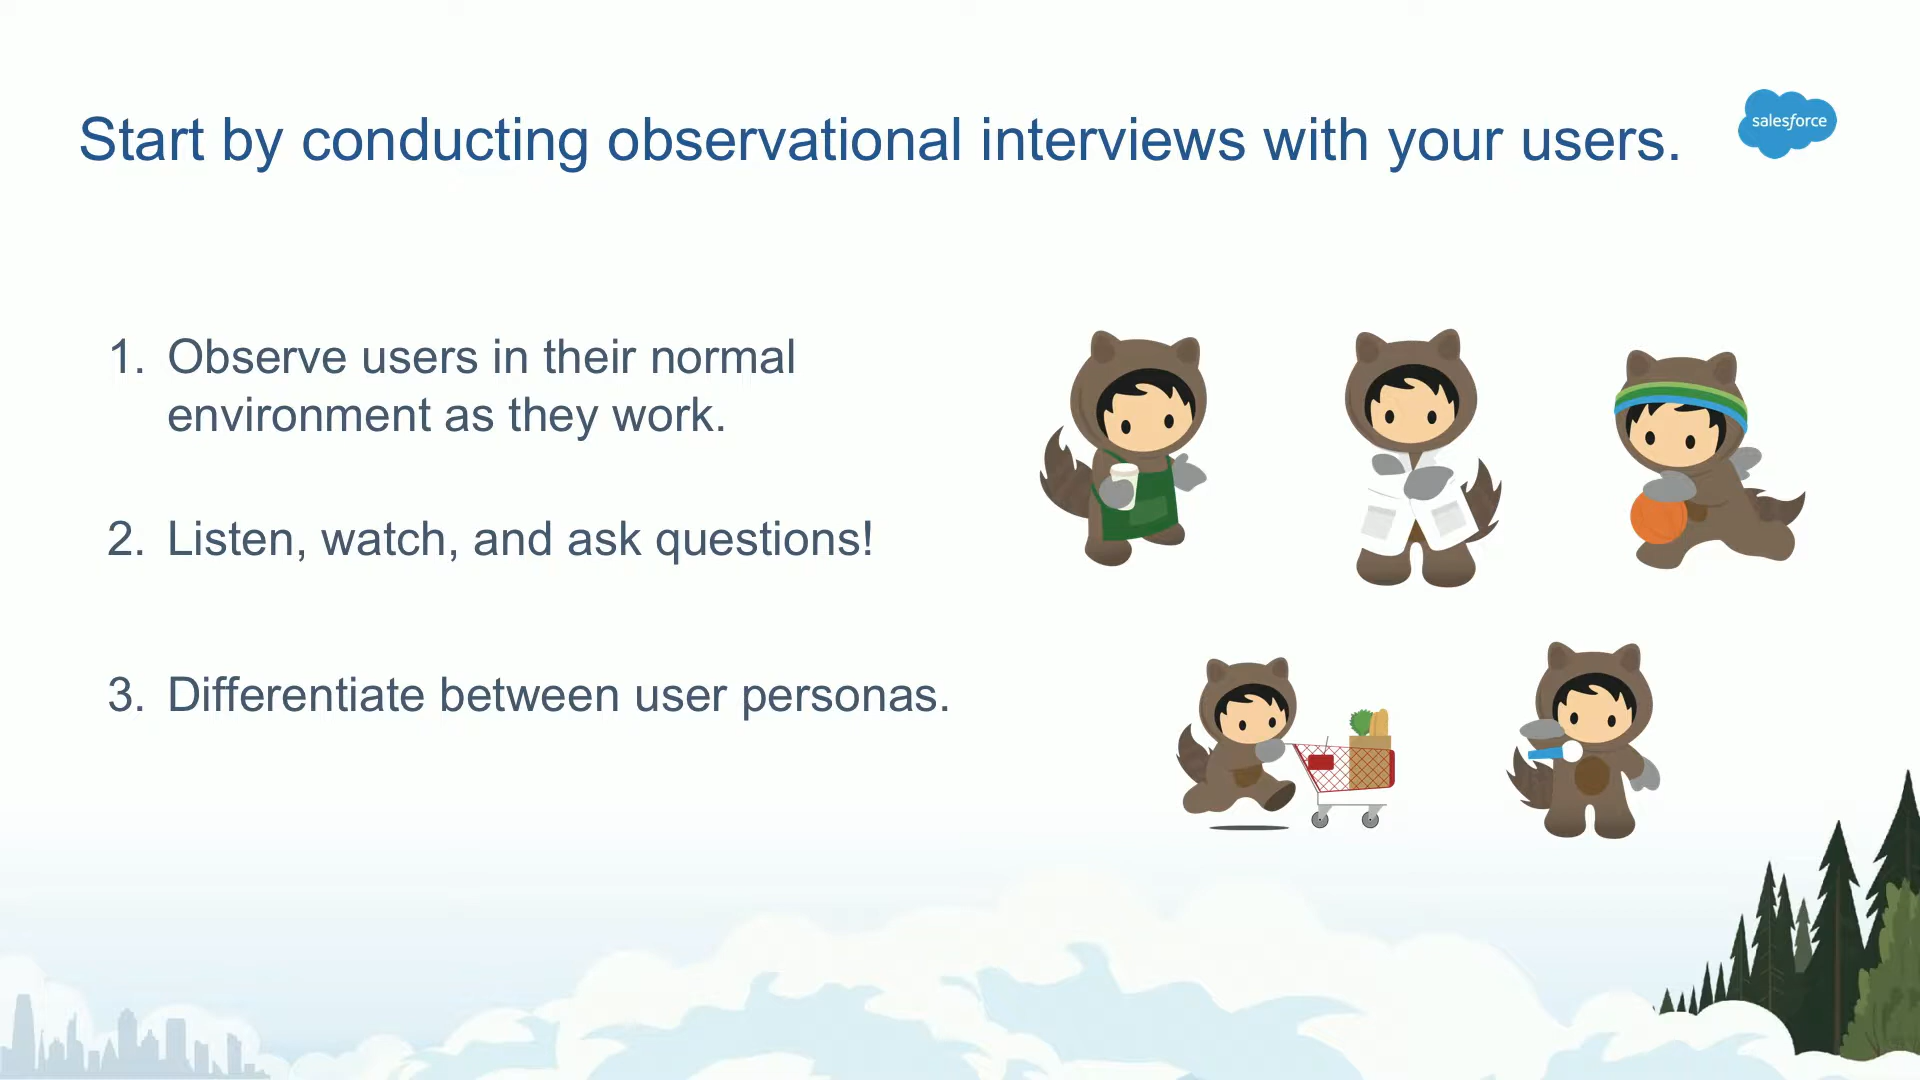 Start by conducting observational interviews with your users.
salesforce
1. Observe users in their normal
environment as they work.
2. Listen, watch, and ask questions!
3. Differentiate between user personas.